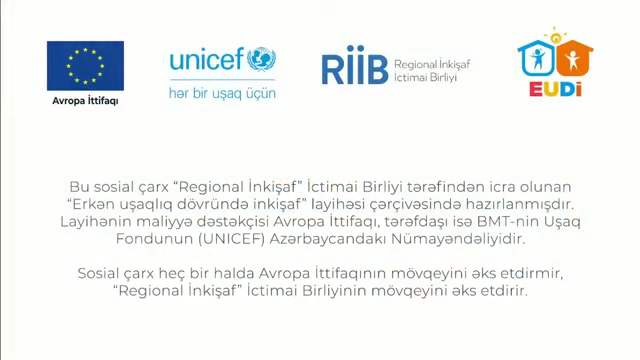 Avropa İttifaqı
unicef
hər bir uşaq üçün
RİİB Regional İnkişaf
İctimai Birliyi
EUDİ
Bu sosial çarx “Regional İnkişaf” İctimai Birliyi tərəfindən icra olunan
“Erkən uşaqlıq dövründə inkişaf” layihəsi çərçivəsində hazırlanmışdır.
Layihənin maliyyə dəstəkçisi Avropa İttifaqı, tərəfdaşı isə BMT-nin Uşaq
Fondunun (UNICEF) Azərbaycandakı Nümayəndəliyidir.
Sosial çarx heç bir halda Avropa İttifaqının mövqeyini əks etdirmir,
“Regional İnkişaf” İctimai Birliyinin mövqeyini əks etdirir.